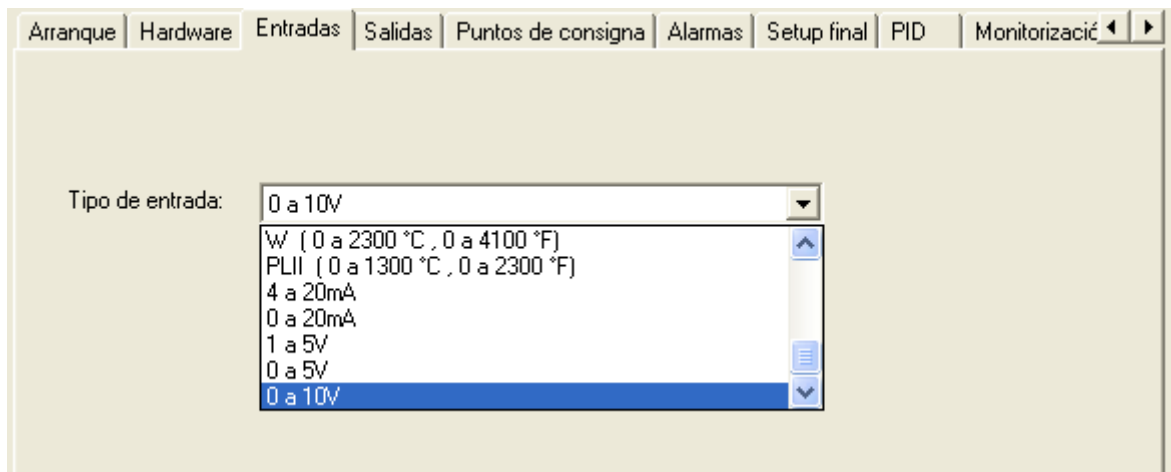 Arranque Hardware Entradas Salidas Puntos de consigna Alarmas Setup final PID Monitorizació
Tipo de entrada: 0 a 10V
W ( 0 a 2300 °C , 0 a 4100 °F)
PLII ( 0 a 1300 °C , 0 a 2300 °F)
4 a 20mA
0 a 20mA
1 a 5V
0 a 5V
0 a 10V